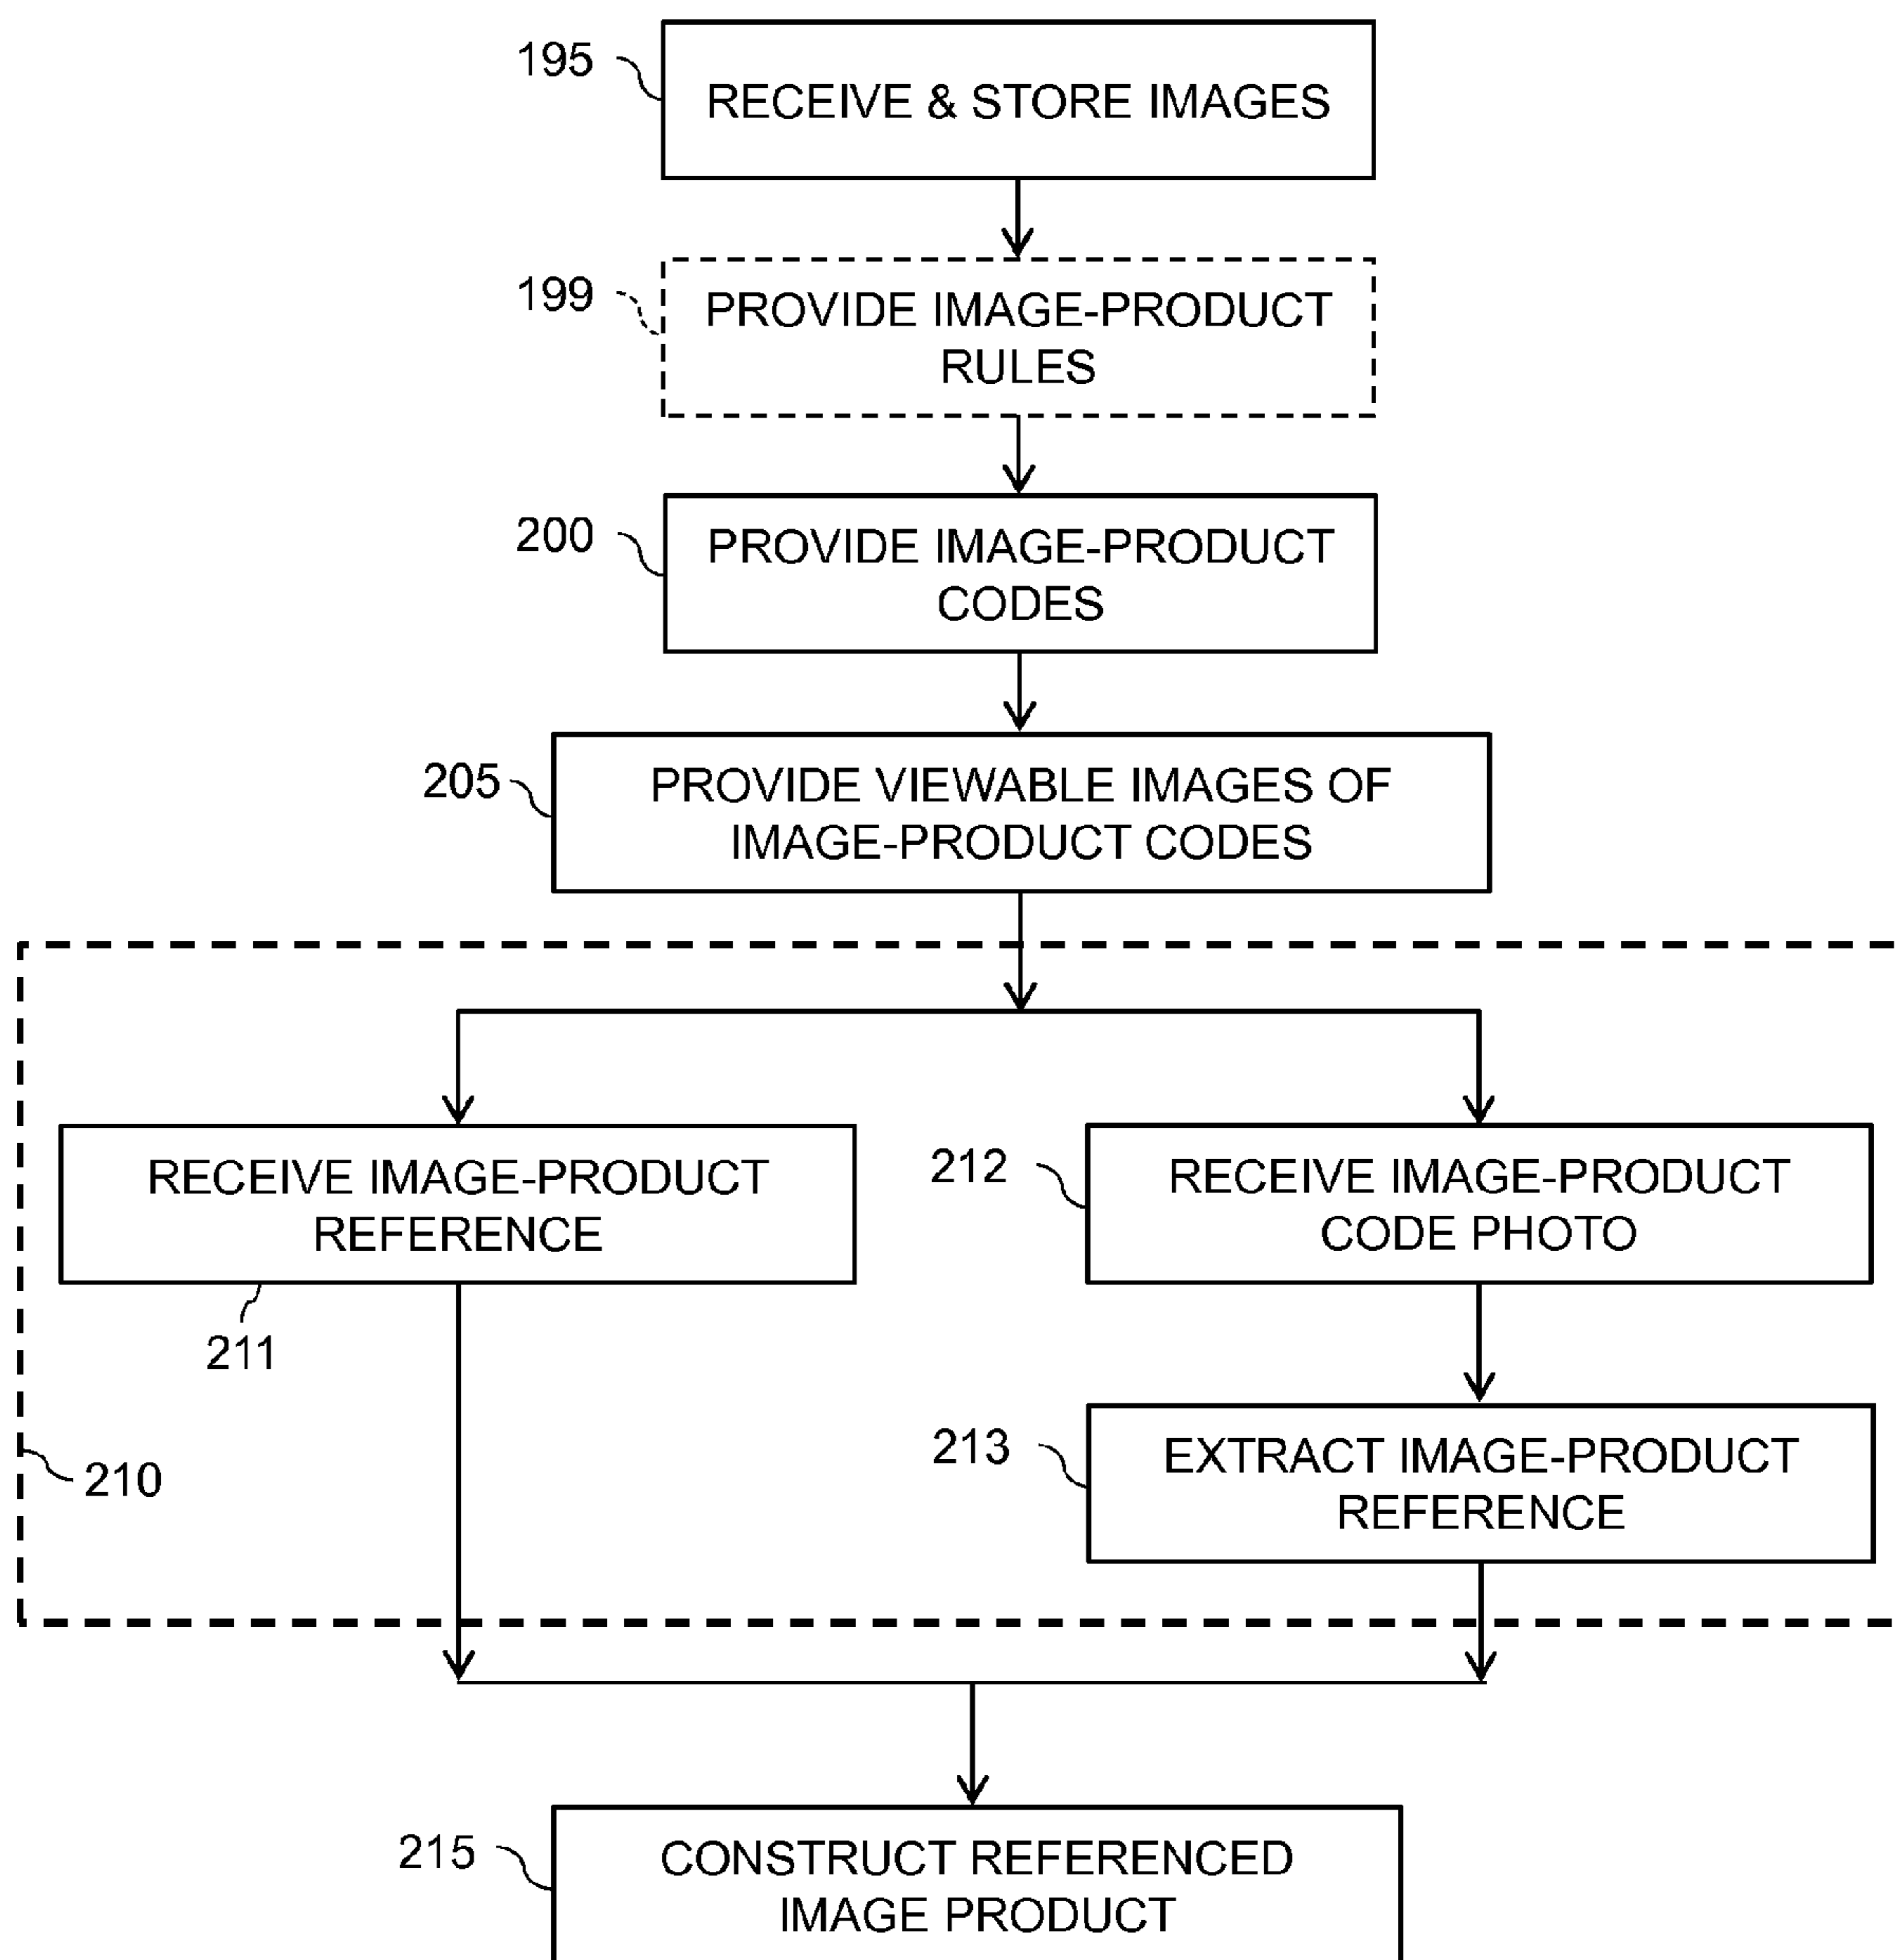 195
RECEIVE & STORE IMAGES
199
PROVIDE IMAGE-PRODUCT
RULES
200
PROVIDE IMAGE-PRODUCT
CODES
205
PROVIDE VIEWABLE IMAGES OF
IMAGE-PRODUCT CODES
RECEIVE IMAGE-PRODUCT
REFERENCE
211
212
RECEIVE IMAGE-PRODUCT
CODE PHOTO
210
213
EXTRACT IMAGE-PRODUCT
REFERENCE
215
CONSTRUCT REFERENCED
IMAGE PRODUCT